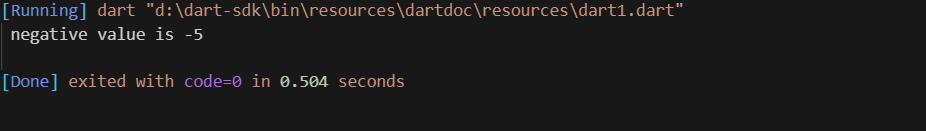 [Running] dart "d:\dart-sdk\bin\resources\dartdoc\resources\dart1.dart"
negative value is -5
[Done] exited with code=0 in 0.504 seconds